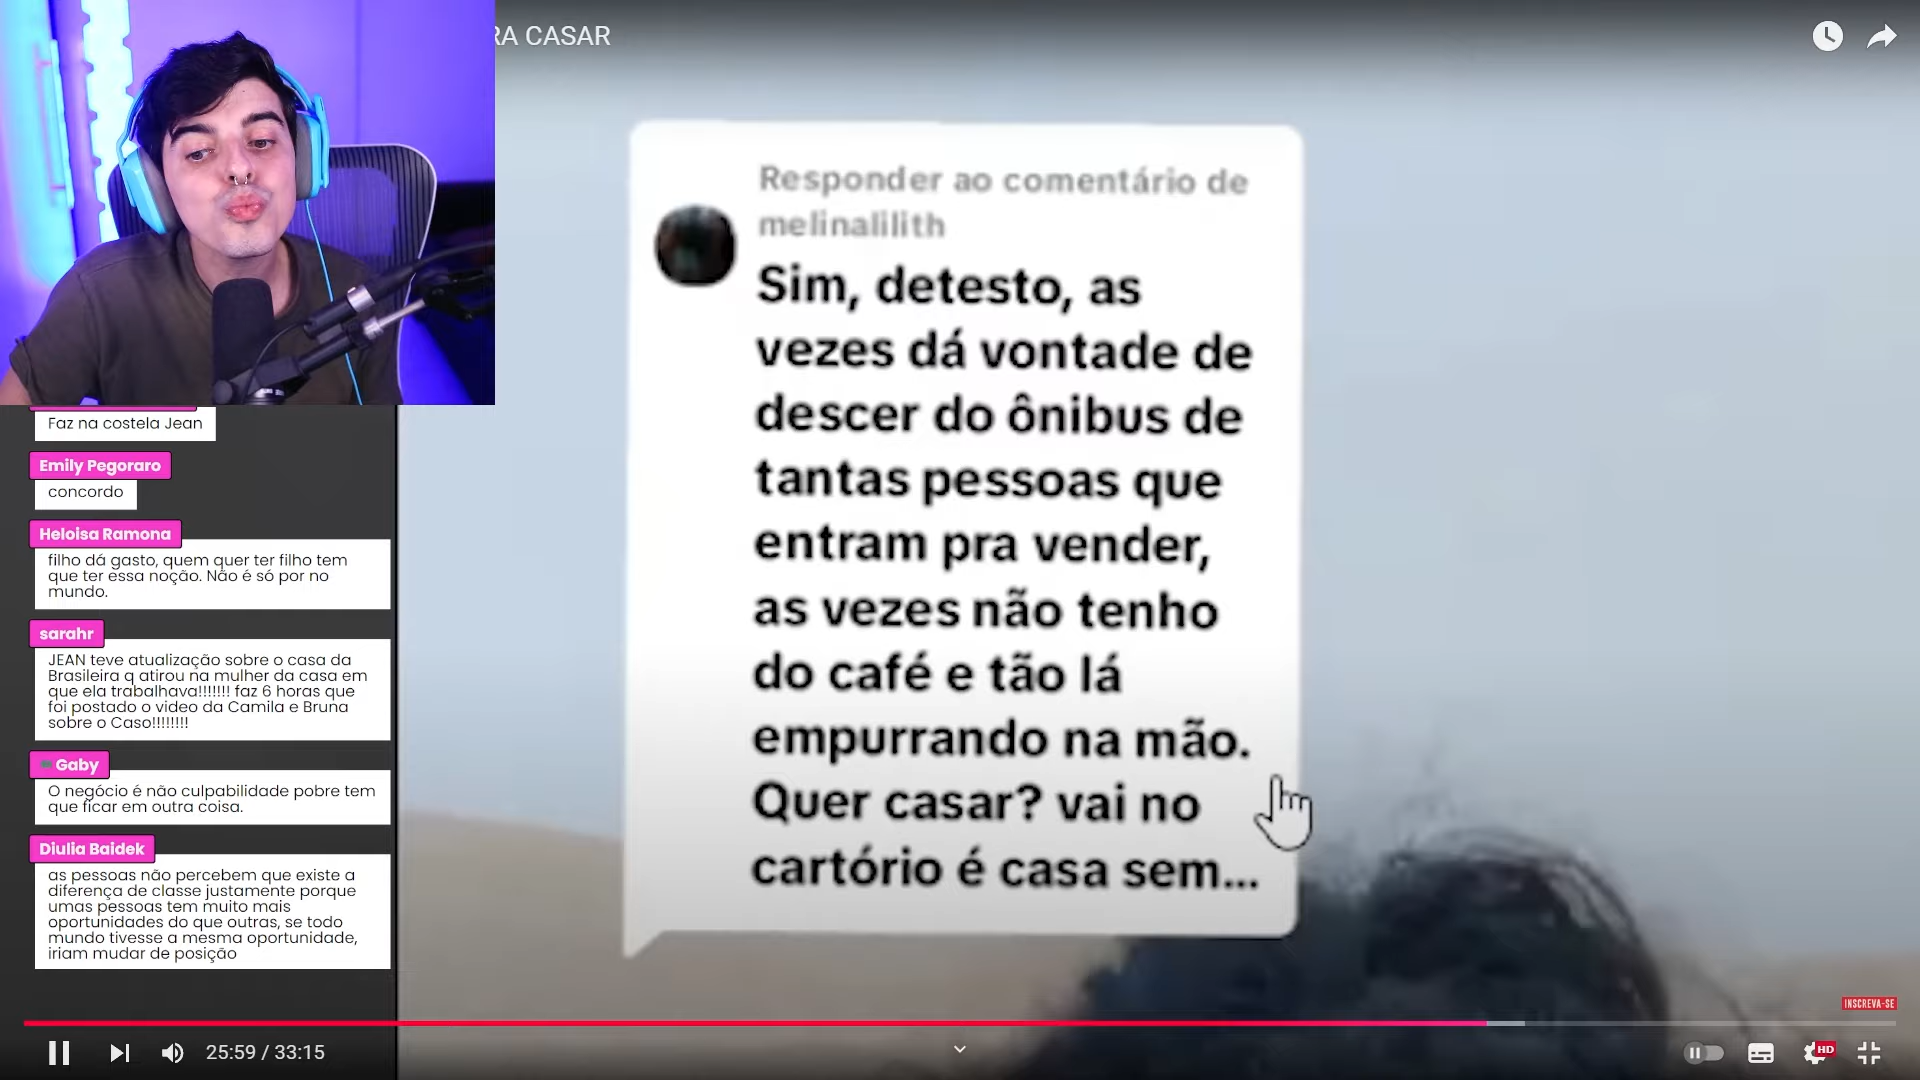 RA CASAR
Responder ao comentário de
melinalilith
Sim, detesto, as
vezes dá vontade de
descer do ônibus de
tantas pessoas que
entram pra vender,
as vezes não tenho
do café e tão lá
empurrando na mão.
Quer casar? vai no
cartório é casa sem...
Faz na costela Jean
Emily Pegoraro
concordo
Heloisa Ramona
filho dá gasto, quem quer ter filho tem
que ter essa noção. Não é só por no
mundo.
sarahr
JEAN teve atualização sobre o casa da
Brasileira q atirou na mulher da casa em
que ela trabalhava!!!!!!! faz 6 horas que
foi postado o video da Camila e Bruna
sobre o Caso!!!!!!!!
Gaby
O negócio é não culpabilidade pobre tem
que ficar em outra coisa.
Diulia Baidek
as pessoas não percebem que existe a
diferença de classe justamente porque
umas pessoas tem muito mais
oportunidades do que outras, se todo
mundo tivesse a mesma oportunidade,
iriam mudar de posição
INSCREVA-SE
25:59 / 33:15
HD